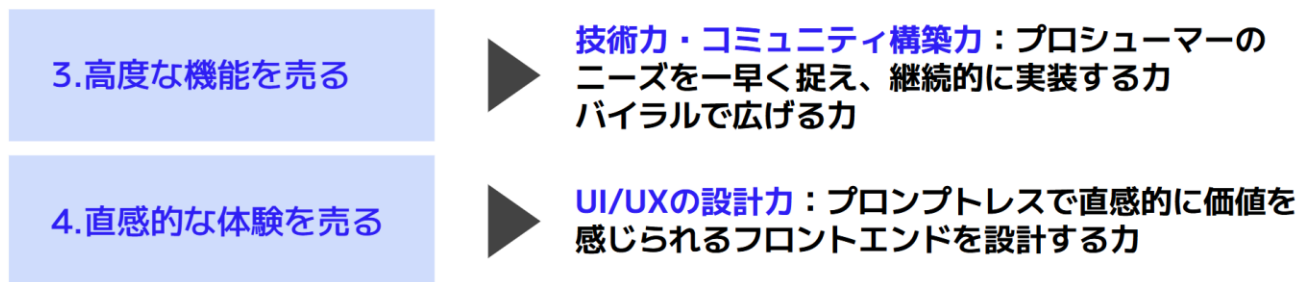 3.高度な機能を売る
技術力・コミュニティ構築力：プロシューマーの
ニーズを一早く捉え、継続的に実装する力
バイラルで広げる力
4.直感的な体験を売る
UI/UXの設計力：プロンプトレスで直感的に価値を
感じられるフロントエンドを設計する力